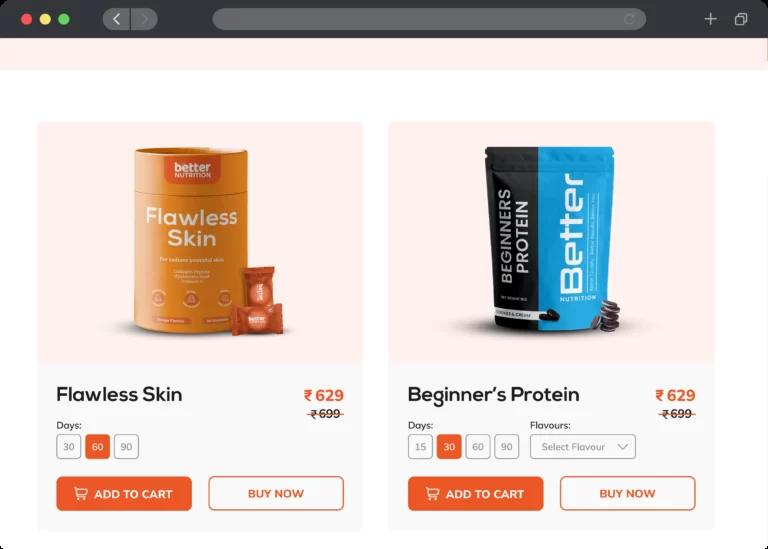 better
NUTRITION
Flawless
Skin
For radiant youthful skin
BEGINNERS
PROTEIN
Better
NUTRITION
COOKIES & CREAM
better
Flawless Skin
₹ 629
₹ 699
Days:
30 60 90
ADD TO CART
BUY NOW
Beginner's Protein
₹ 629
₹ 699
Days: Flavours:
15 30 60 90 Select Flavour
ADD TO CART
BUY NOW